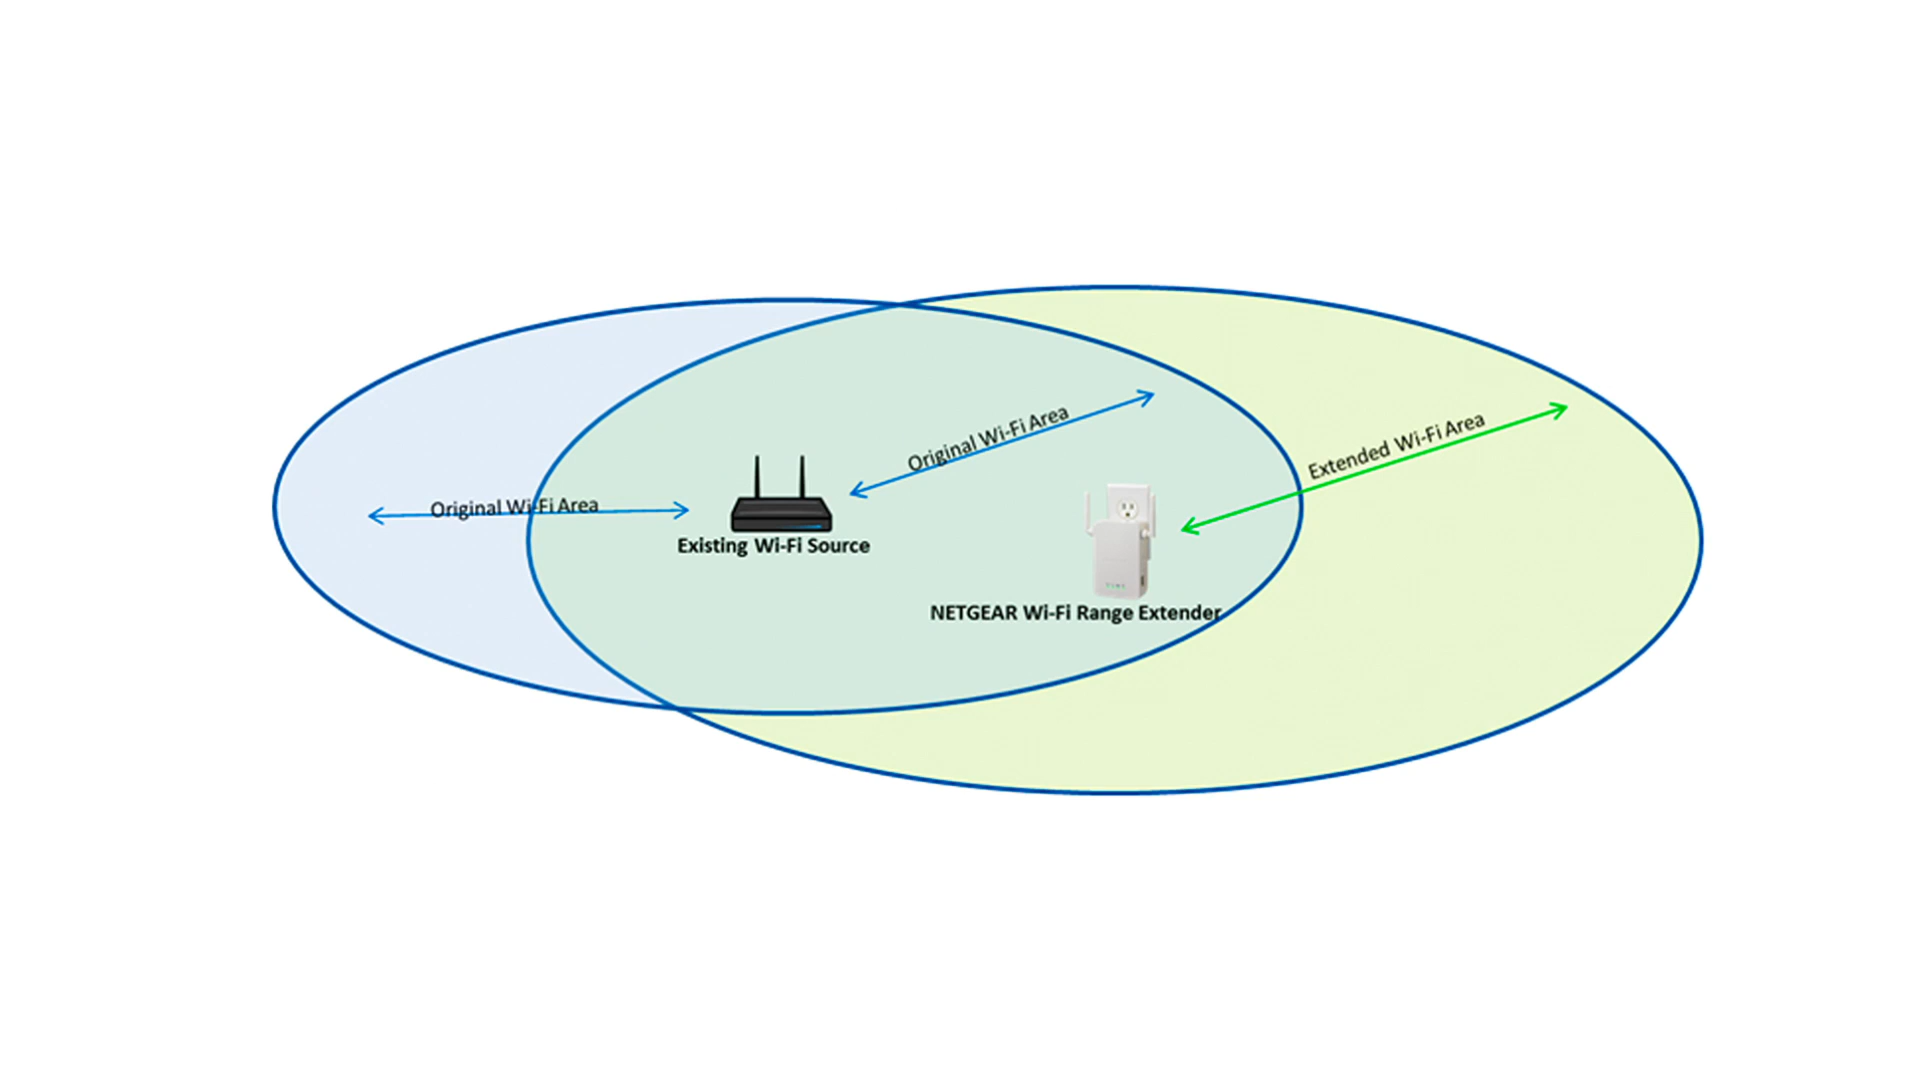 Original Wi-Fi Area
Extended Wi-Fi Area
Original Wi-Fi Area
Existing Wi-Fi Source
NETGEAR Wi-Fi Range Extender